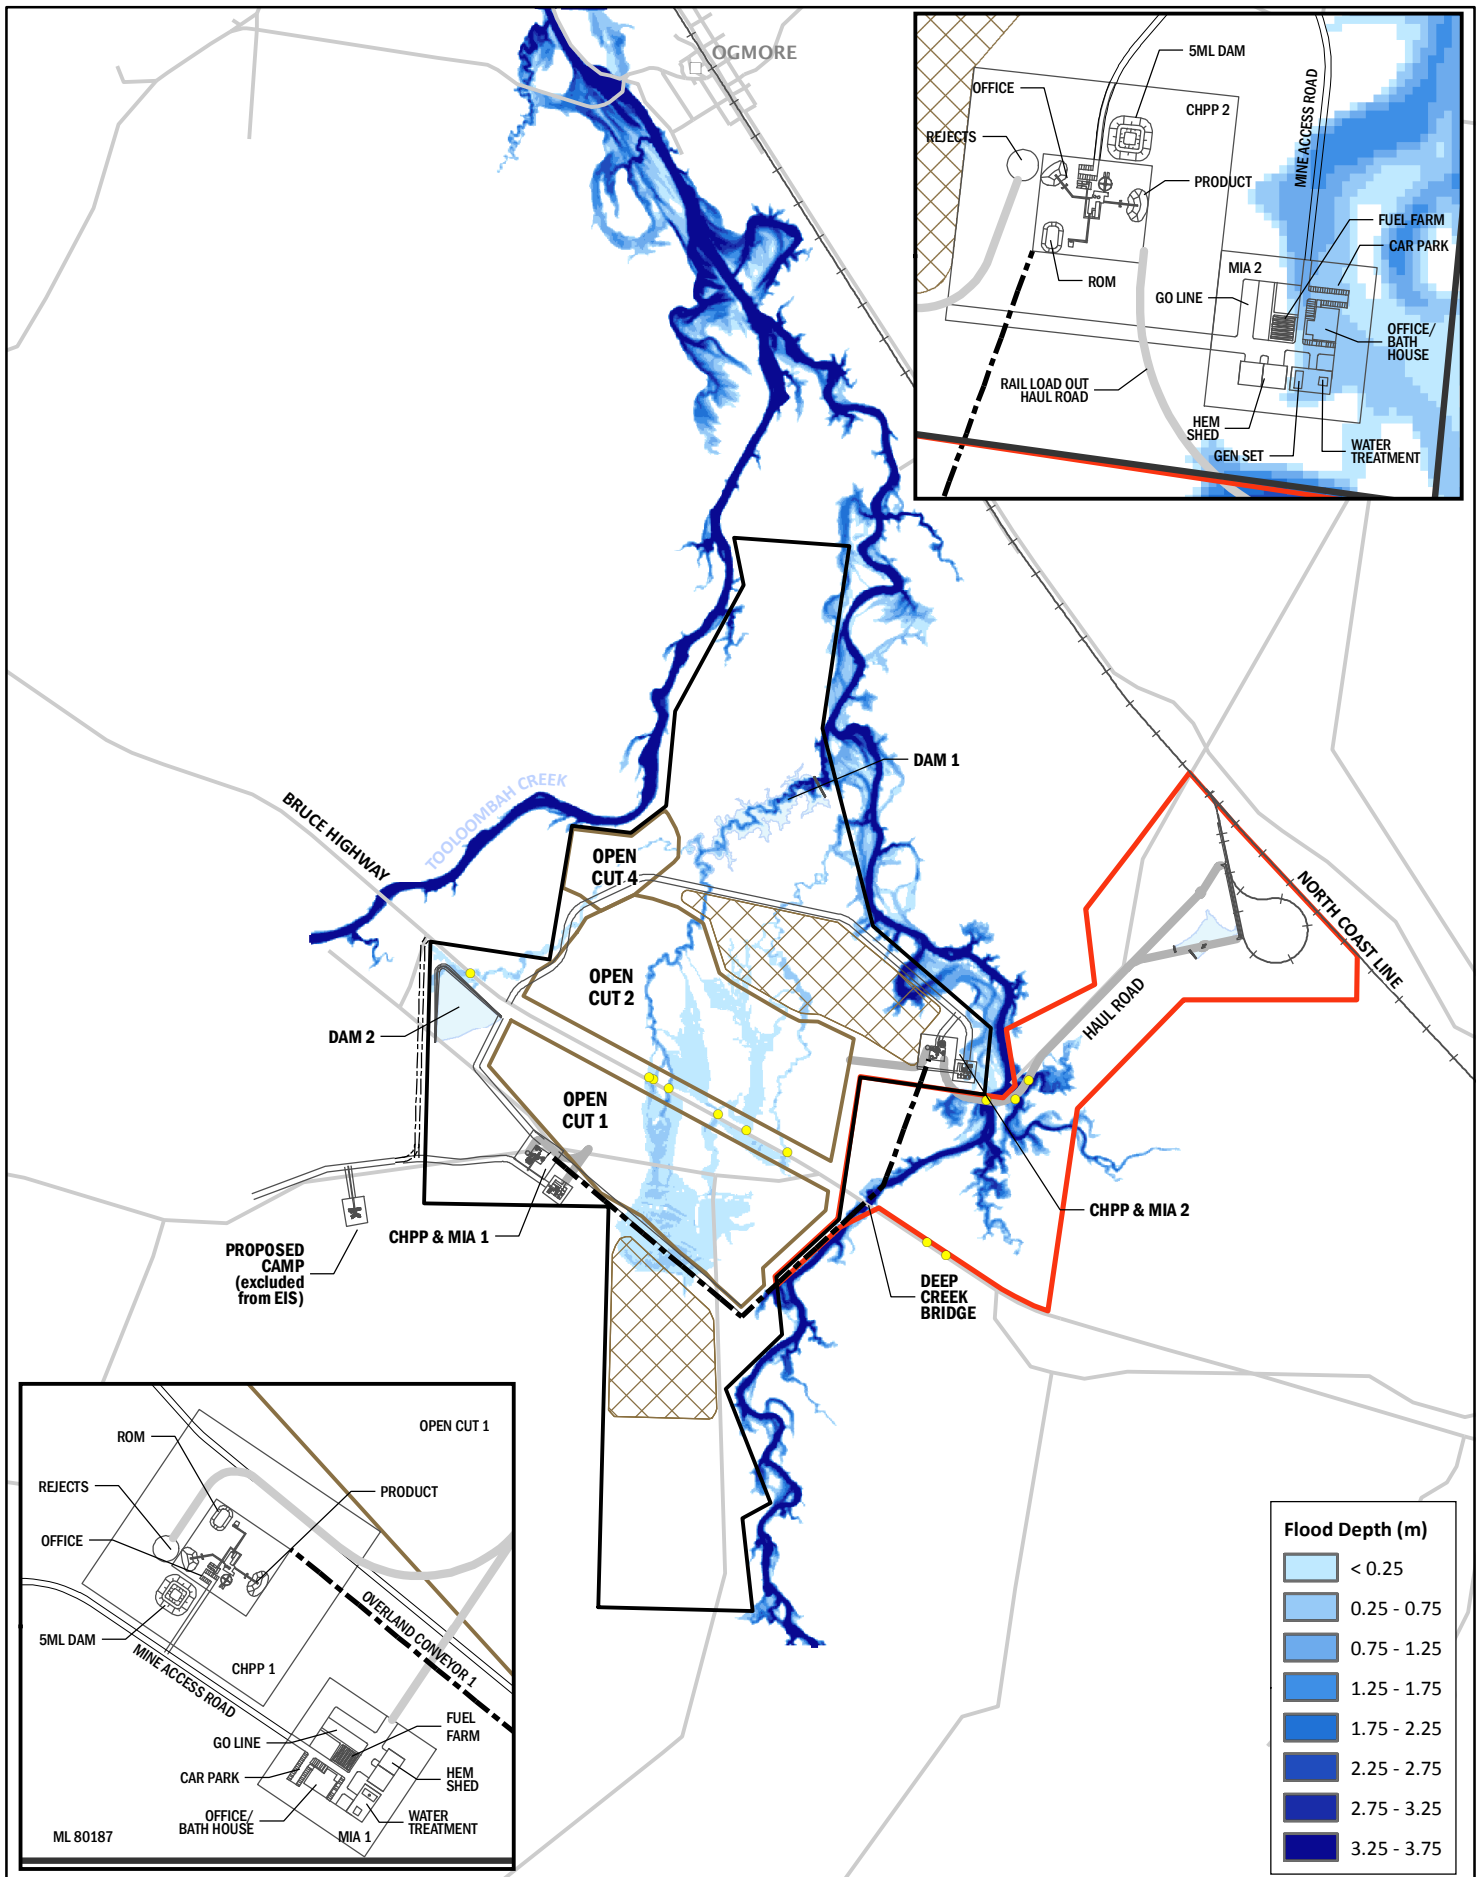 OGMORE
5ML DAM
OFFICE
CHPP 2
REJECTS
MINE ACCESS ROAD
PRODUCT
FUEL FARM
CAR PARK
ROM
MIA 2
GO LINE
OFFICE/
BATH
HOUSE
RAIL LOAD OUT
HAUL ROAD
HEM
SHED
GEN SET
WATER
TREATMENT
DAM 1
TOOLOOMBAH CREEK
BRUCE HIGHWAY
OPEN
CUT 4
NORTH COAST LINE
OPEN
CUT 2
HAUL ROAD
DAM 2
OPEN
CUT 1
CHPP & MIA 1
CHPP & MIA 2
PROPOSED
CAMP
(excluded
from EIS)
DEEP
CREEK
BRIDGE
OPEN CUT 1
ROM
REJECTS
PRODUCT
OFFICE
OVERLAND CONVEYOR 1
5ML DAM
MINE ACCESS ROAD
CHPP 1
FUEL
FARM
GO LINE
CAR PARK
HEM
SHED
OFFICE/
BATH HOUSE
WATER
TREATMENT
ML 80187
MIA 1
Flood Depth (m)
< 0.25
0.25 - 0.75
0.75 - 1.25
1.25 - 1.75
1.75 - 2.25
2.25 - 2.75
2.75 - 3.25
3.25 - 3.75